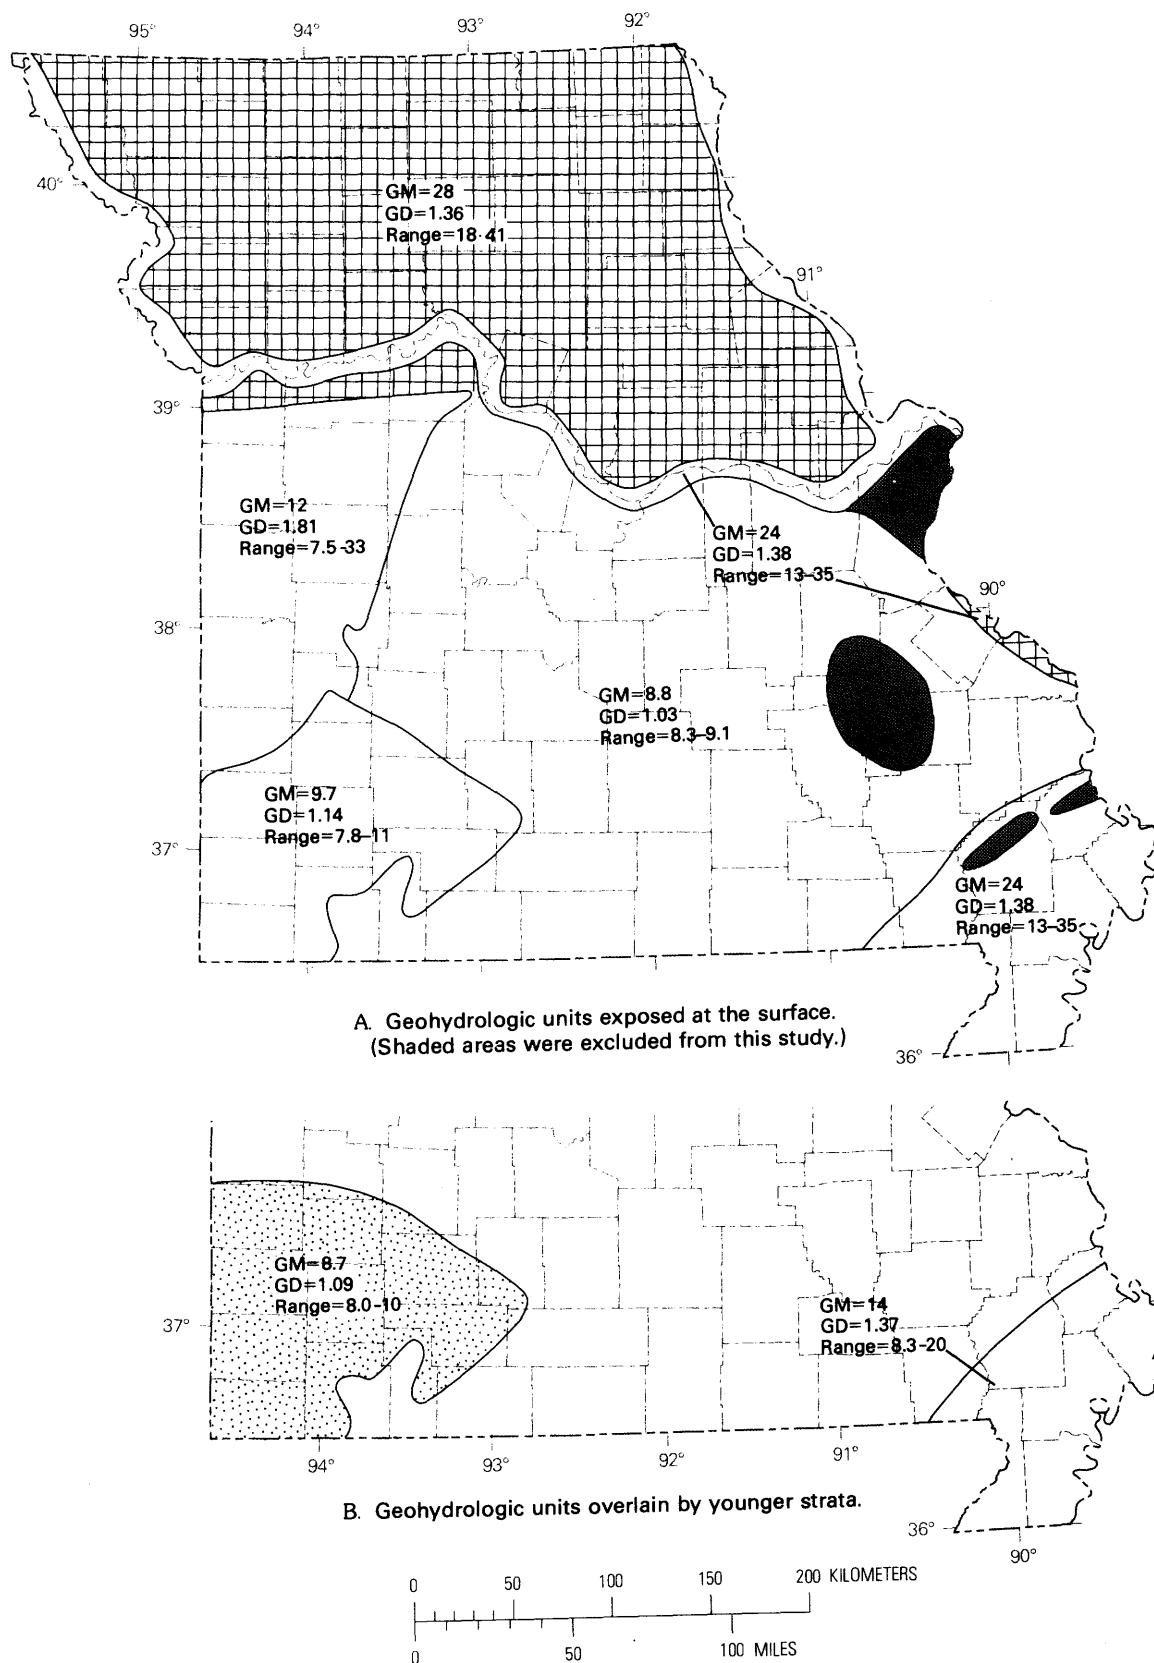 95° 94° 93° 92°
40°
GM=28
GD=1.36
Range=18-41
91°
39°
GM=12
GD=1.81
Range=7.5-33
GM=24
GD=1.38
Range=13-35
90°
38°
GM=8.8
GD=1.03
Range=8.3-9.1
GM=9.7
GD=1.14
Range=7.8-11
37°
GM=24
GD=1.38
Range=13-35
A. Geohydrologic units exposed at the surface.
(Shaded areas were excluded from this study.)
36°
GM=8.7
GD=1.09
Range=8.0-10
GM=14
GD=1.37
Range=8.3-20
37°
94° 93° 92° 91°
B. Geohydrologic units overlain by younger strata.
36°
90°
0 50 100 150 200 KILOMETERS
0 50 100 MILES